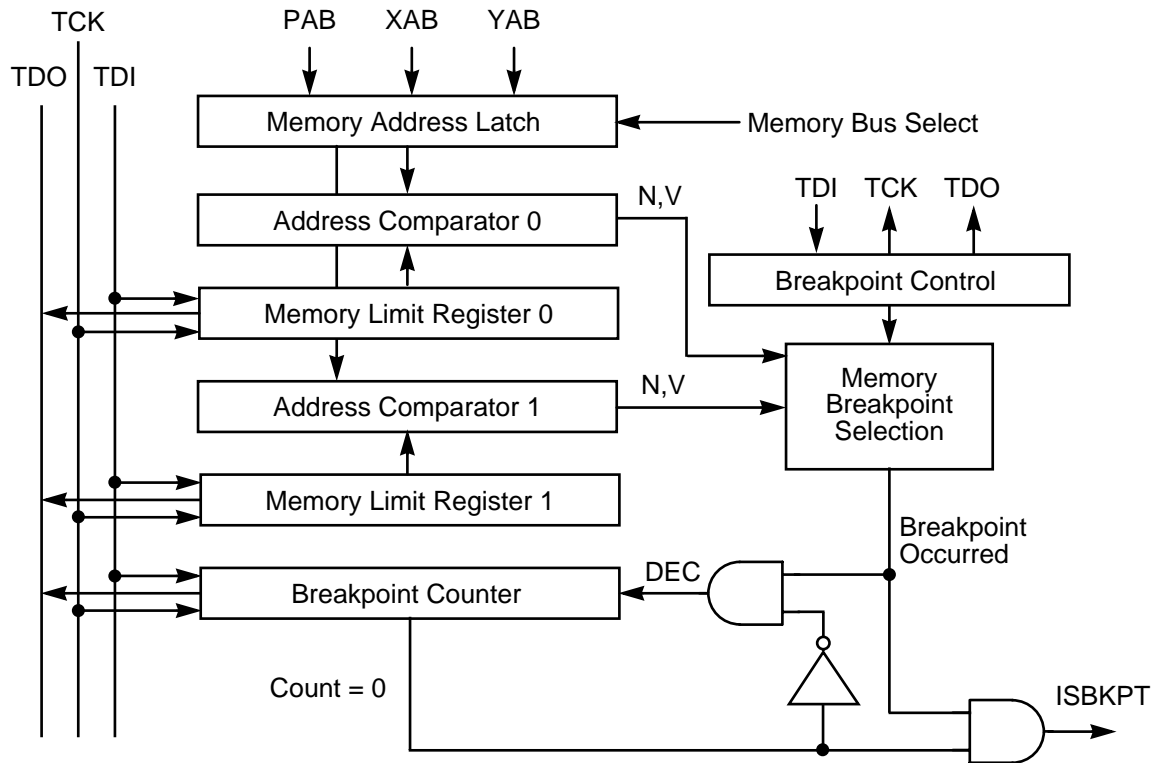 TCK
PAB
XAB
YAB
TDO
TDI
Memory Address Latch
Memory Bus Select
N,V
TDI
TCK
TDO
Address Comparator 0
Breakpoint Control
Memory Limit Register 0
Memory
Breakpoint
Selection
N,V
Address Comparator 1
Memory Limit Register 1
Breakpoint
Occurred
DEC
Breakpoint Counter
Count = 0
ISBKPT